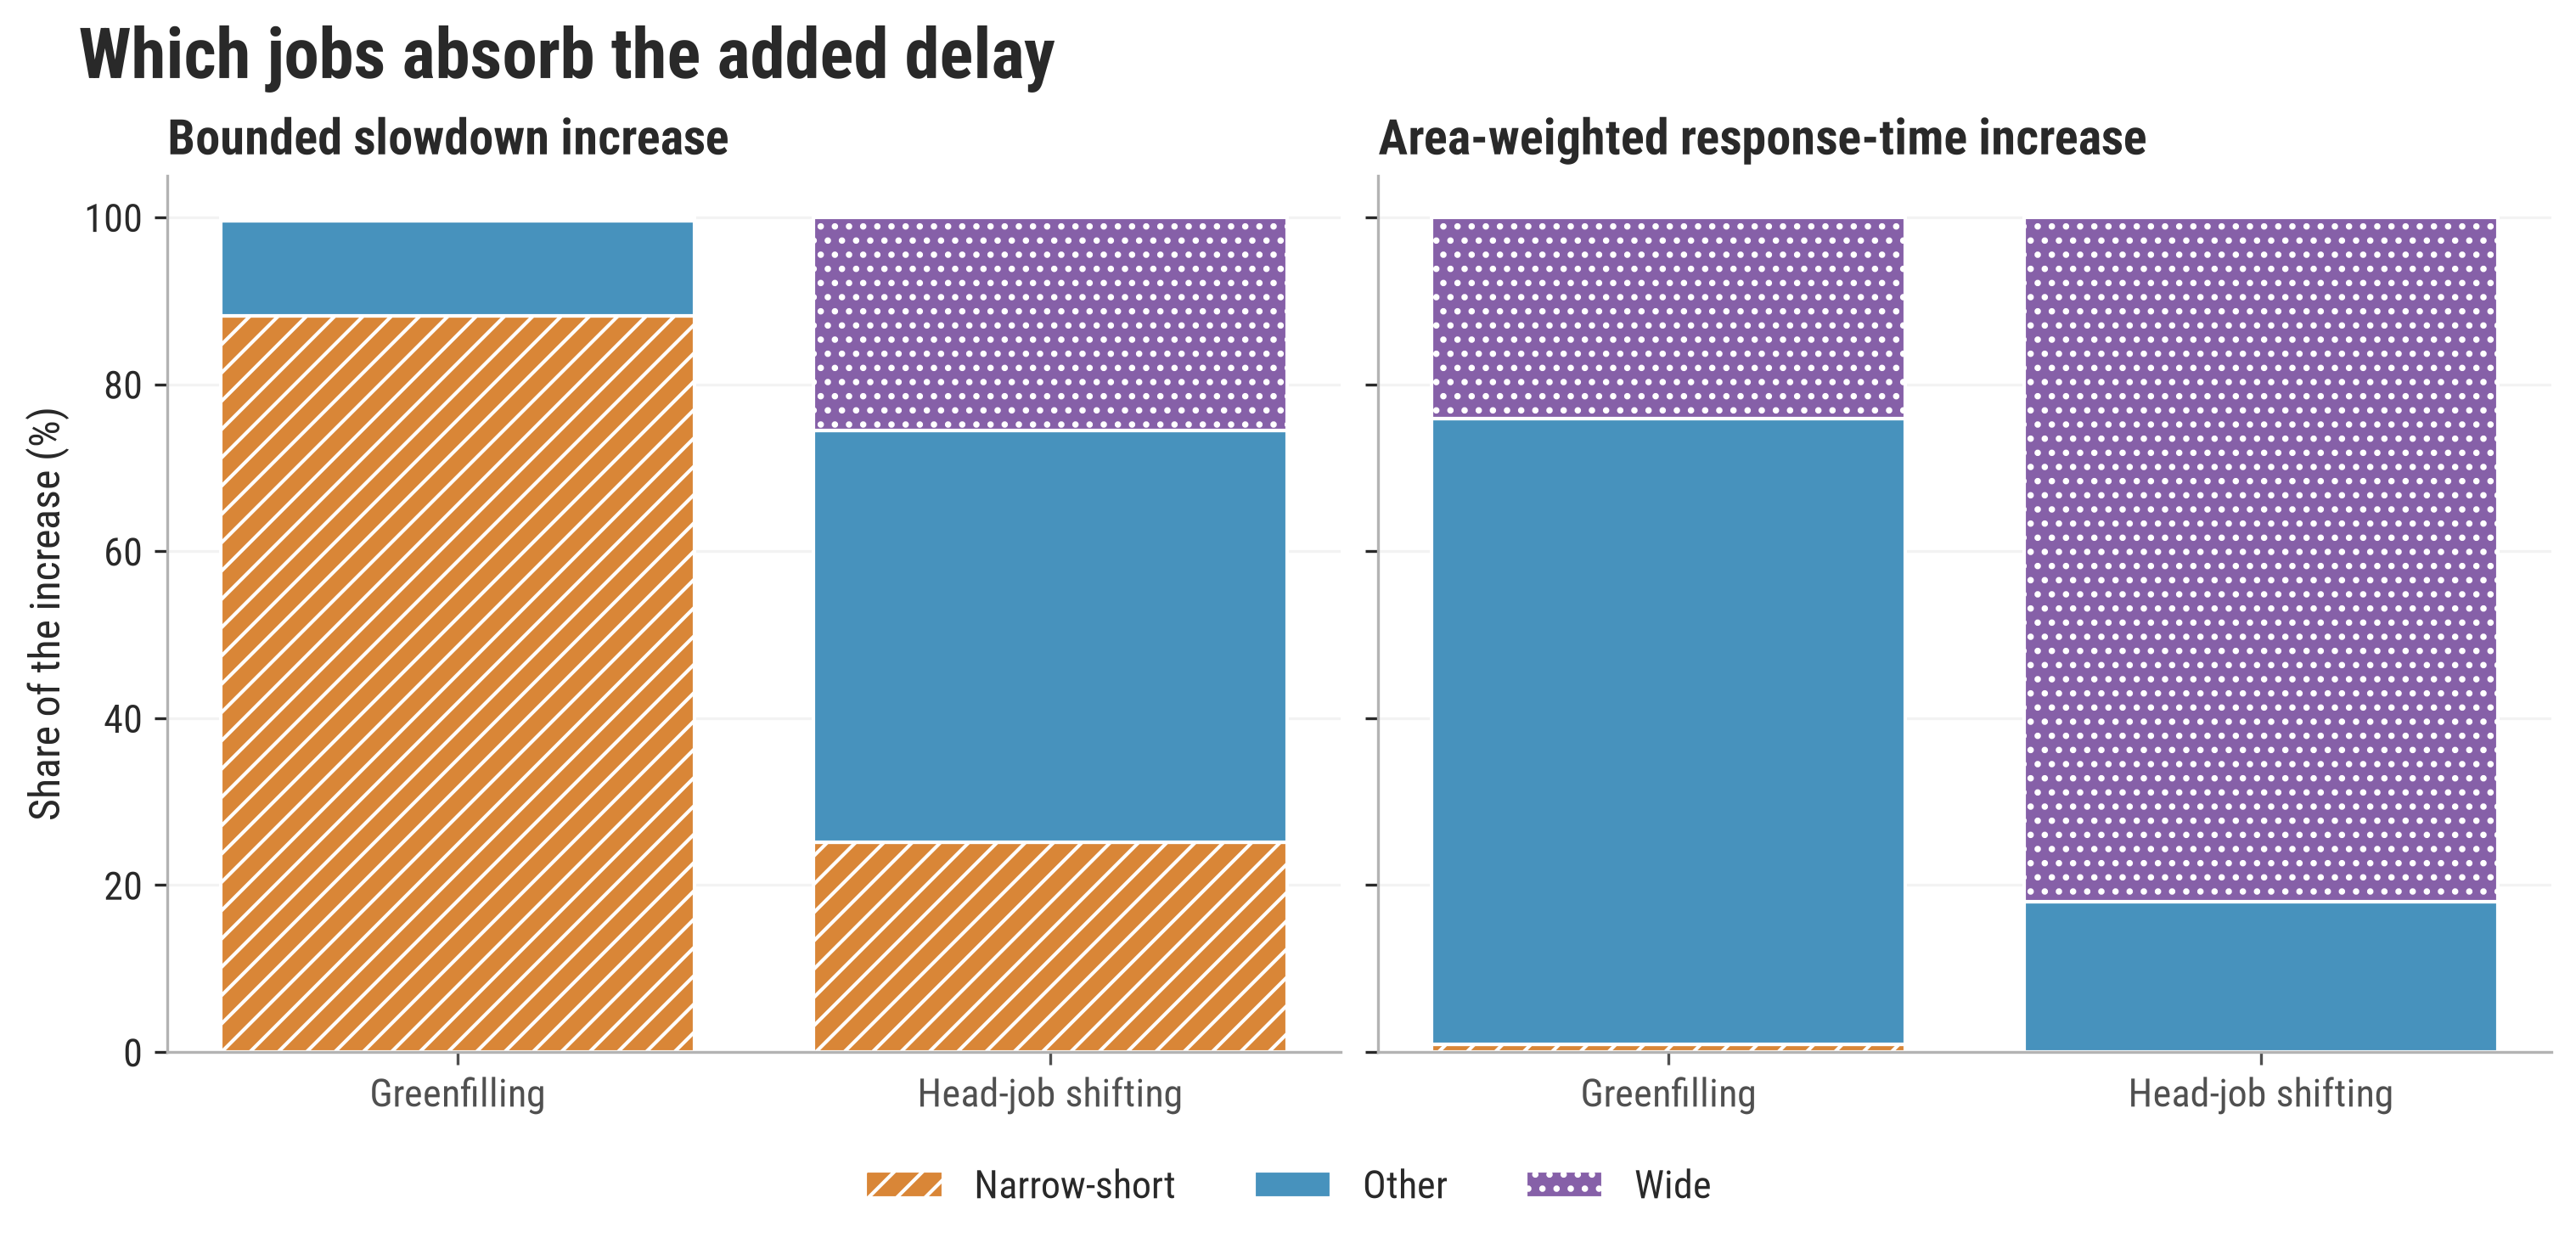 Which jobs absorb the added delay
Bounded slowdown increase
Area-weighted response-time increase
Share of the increase (%)
100
80
60
40
20
0
Greenfilling
Head-job shifting
Greenfilling
Head-job shifting
Narrow-short
Other
Wide